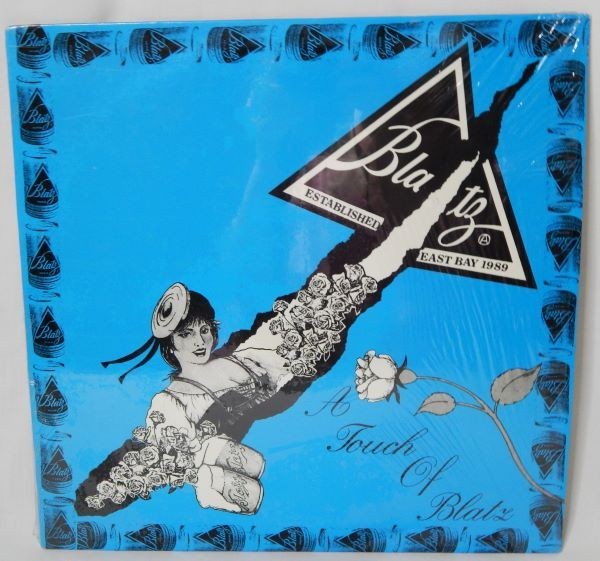 Blatz
ESTABLISHED
EAST BAY 1989
A
Touch
Of
Blatz